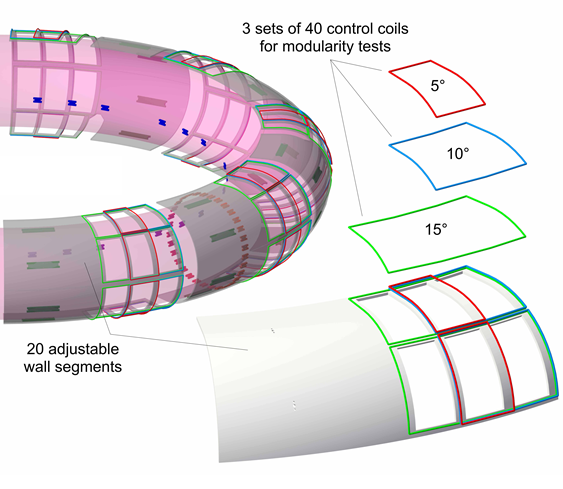 3 sets of 40 control coils
for modularity tests
5°
10°
15°
20 adjustable
wall segments